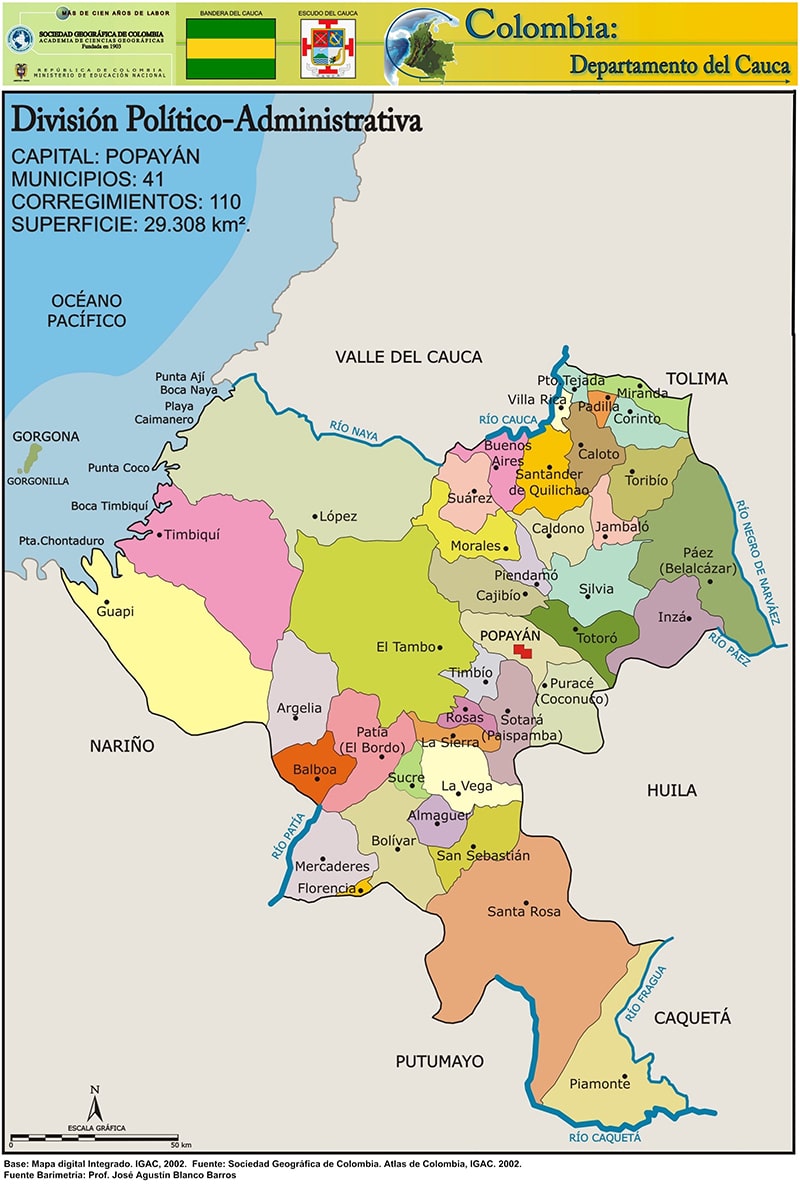 MÁS DE CIEN AÑOS DE LABOR
SOCIEDAD GEOGRÁFICA DE COLOMBIA
ACADEMIA DE CIENCIAS GEOGRÁFICAS
Fundada en 1903
REPÚBLICA DE COLOMBIA
MINISTERIO DE EDUCACIÓN NACIONAL
BANDERA DEL CAUCA
ESCUDO DEL CAUCA
Colombia:
Departamento del Cauca
División Político-Administrativa
CAPITAL: POPAYÁN
MUNICIPIOS: 41
CORREGIMIENTOS: 110
SUPERFICIE: 29.308 km².
OCÉANO
PACÍFICO
VALLE DEL CAUCA
TOLIMA
Punta Ají
Boca Naya
Playa
Caimanero
GORGONA
GORGONILLA
Punta Coco
Boca Timbiquí
Pta.Chontaduro
RÍO NAYA
RÍO CAUCA
Pto.Tejada
Villa Rica
Padilla
Miranda
Corinto
Buenos
Aires
Caloto
Santander
de Quilichao
Toribío
Suárez
López
Timbiquí
Caldono
Jambaló
Morales
Páez
(Belalcázar)
RÍO NEGRO DE NARVÁEZ
Piendamó
Cajibío
Silvia
Guapi
Inzá
POPAYÁN
Totoró
RÍO PÁEZ
El Tambo
Timbío
Puracé
(Coconuco)
Argelia
Rosas
Sotará
(Paispamba)
Patía
(El Bordo)
La Sierra
NARIÑO
Balboa
Sucre
La Vega
HUILA
RÍO PATÍA
Almaguer
Bolívar
San Sebastián
Mercaderes
Florencia
Santa Rosa
RÍO FRAGUA
CAQUETÁ
PUTUMAYO
Piamonte
RÍO CAQUETÁ
N
ESCALA GRÁFICA
0 50 km
Base: Mapa digital Integrado. IGAC, 2002. Fuente: Sociedad Geográfica de Colombia. Atlas de Colombia, IGAC. 2002.
Fuente Barimetría: Prof. José Agustín Blanco Barros